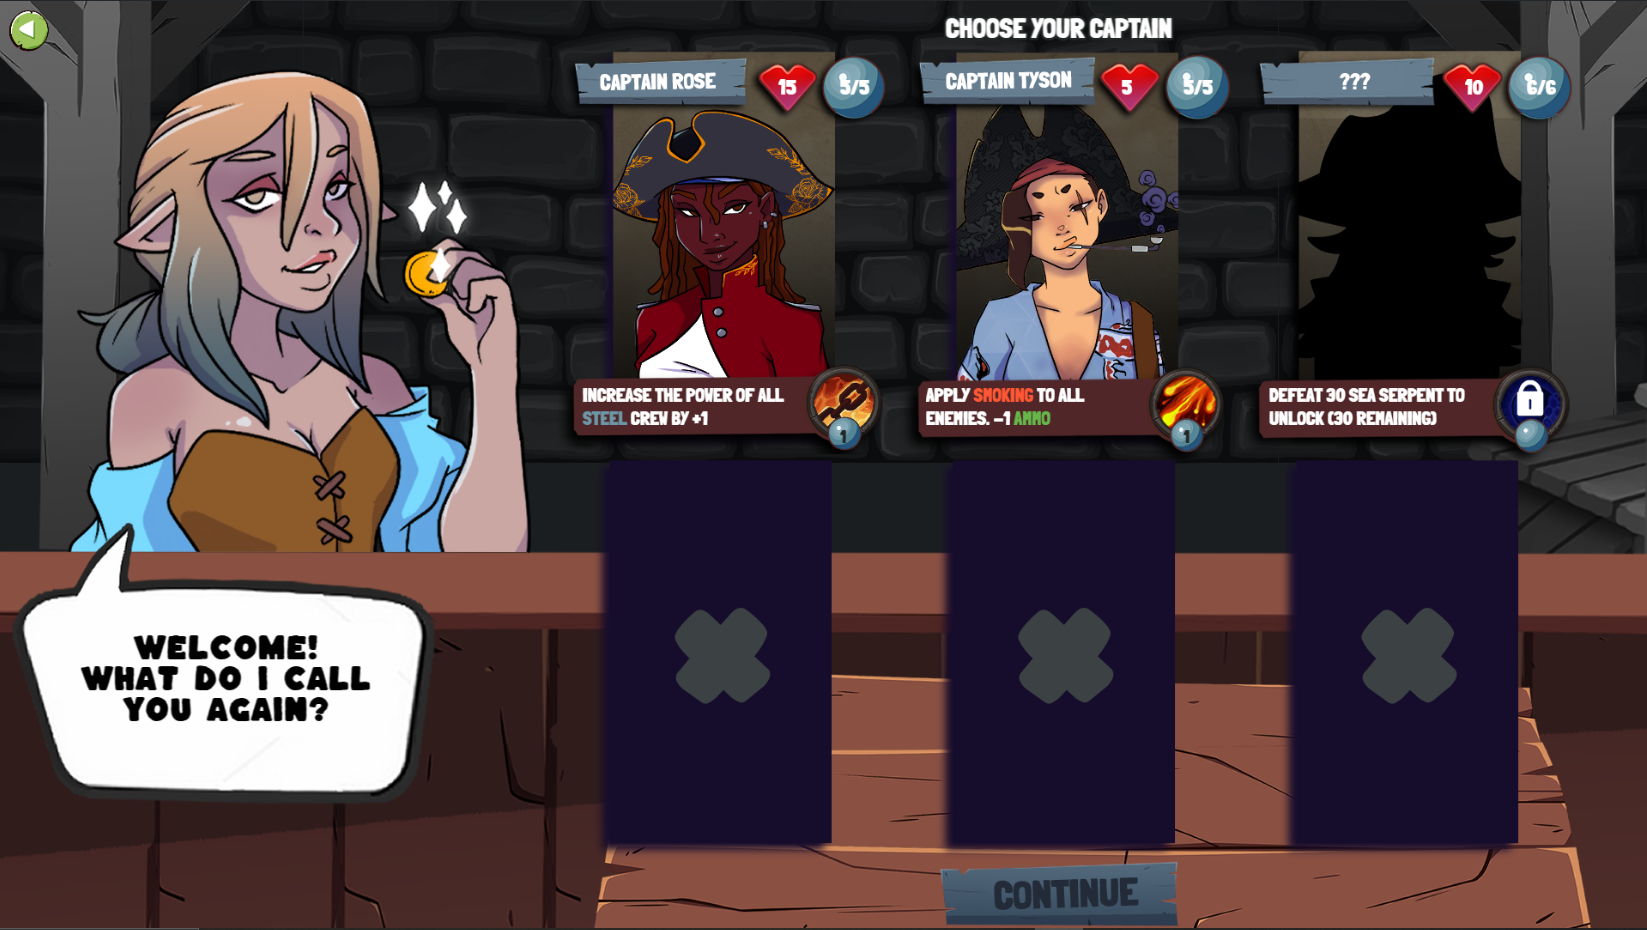 CHOOSE YOUR CAPTAIN
CAPTAIN ROSE
15
5/5
INCREASE THE POWER OF ALL
STEEL CREW BY +1
1
CAPTAIN TYSON
5
5/5
APPLY SMOKING TO ALL
ENEMIES. -1 AMMO
1
???
10
6/6
DEFEAT 30 SEA SERPENT TO
UNLOCK (30 REMAINING)
WELCOME!
WHAT DO I CALL
YOU AGAIN?
CONTINUE